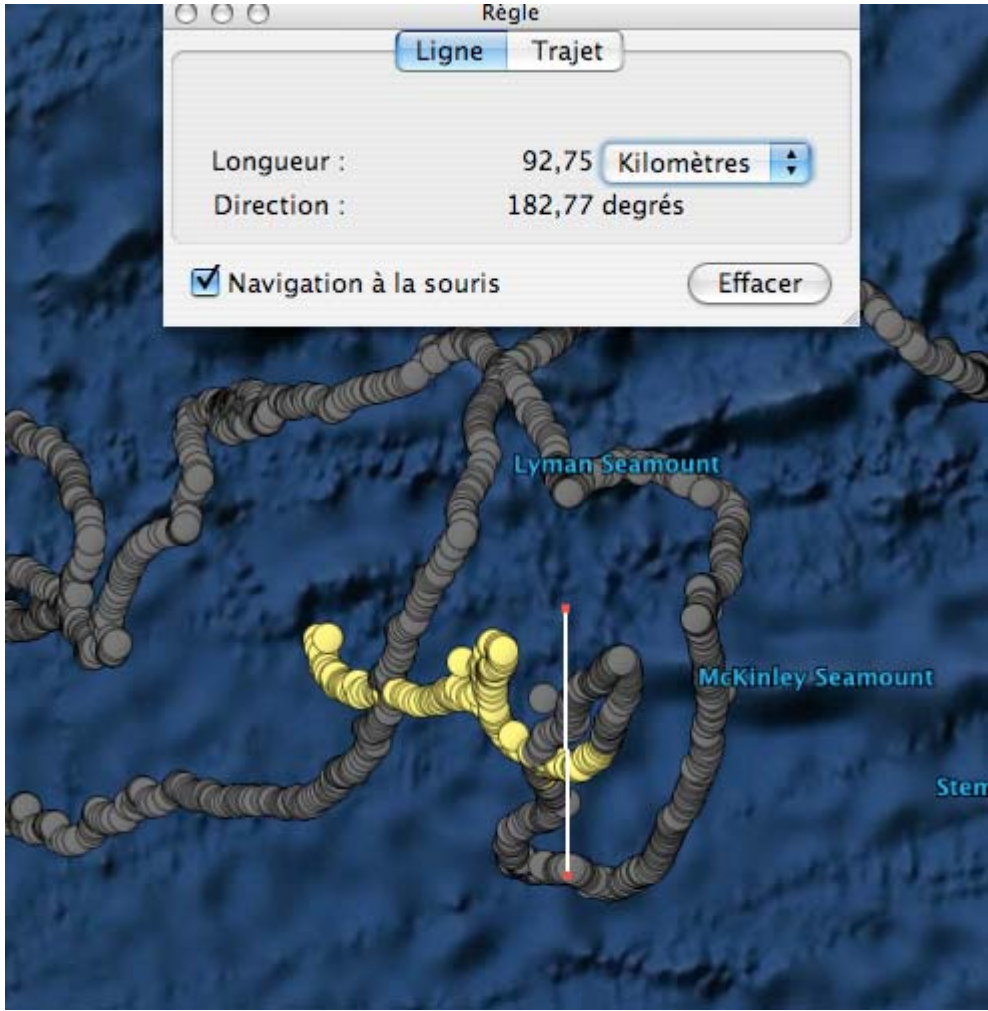 Règle
Ligne Trajet
Longueur : 92,75 Kilomètres
Direction : 182,77 degrés
Navigation à la souris Effacer
Lyman Seamount
McKinley Seamount
Stem